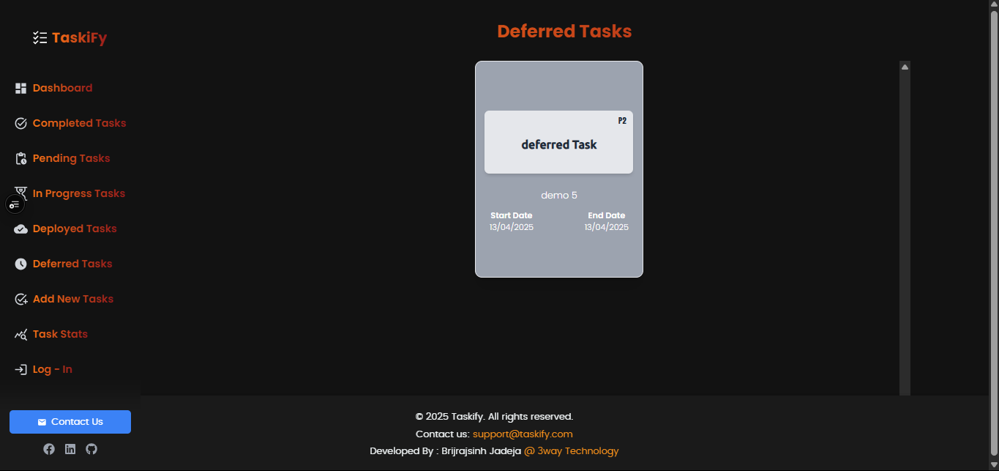 TaskiFy
Dashboard
Completed Tasks
Pending Tasks
In Progress Tasks
Deployed Tasks
Deferred Tasks
Add New Tasks
Task Stats
Log - In
Contact Us
Deferred Tasks
P2
deferred Task
demo 5
Start Date End Date
13/04/2025 13/04/2025
© 2025 Taskify. All rights reserved.
Contact us: support@taskify.com
Developed By : Brijrajsinh Jadeja @ 3way Technology